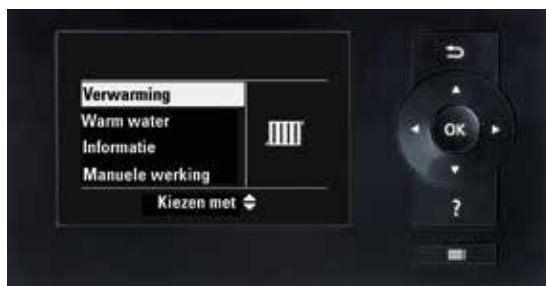 Verwarming
Warm water
Informatie
Manuele werking
Kiezen met
OK
?